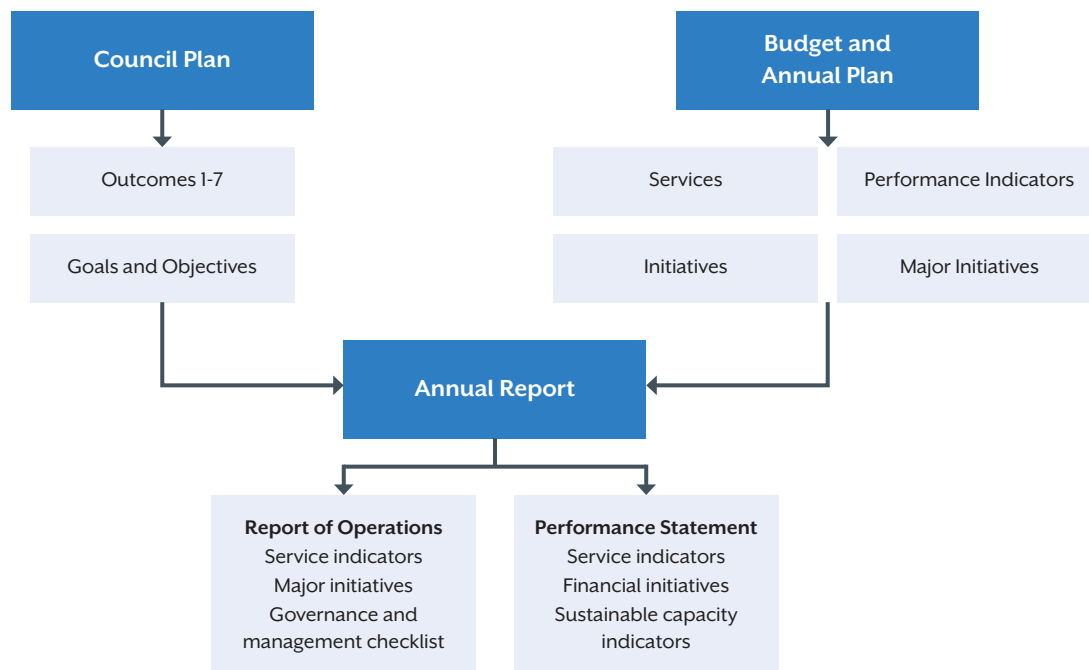 Council Plan
Budget and
Annual Plan
Outcomes 1-7
Services
Performance Indicators
Goals and Objectives
Initiatives
Major Initiatives
Annual Report
Report of Operations
Service indicators
Major initiatives
Governance and
management checklist
Performance Statement
Service indicators
Financial initiatives
Sustainable capacity
indicators